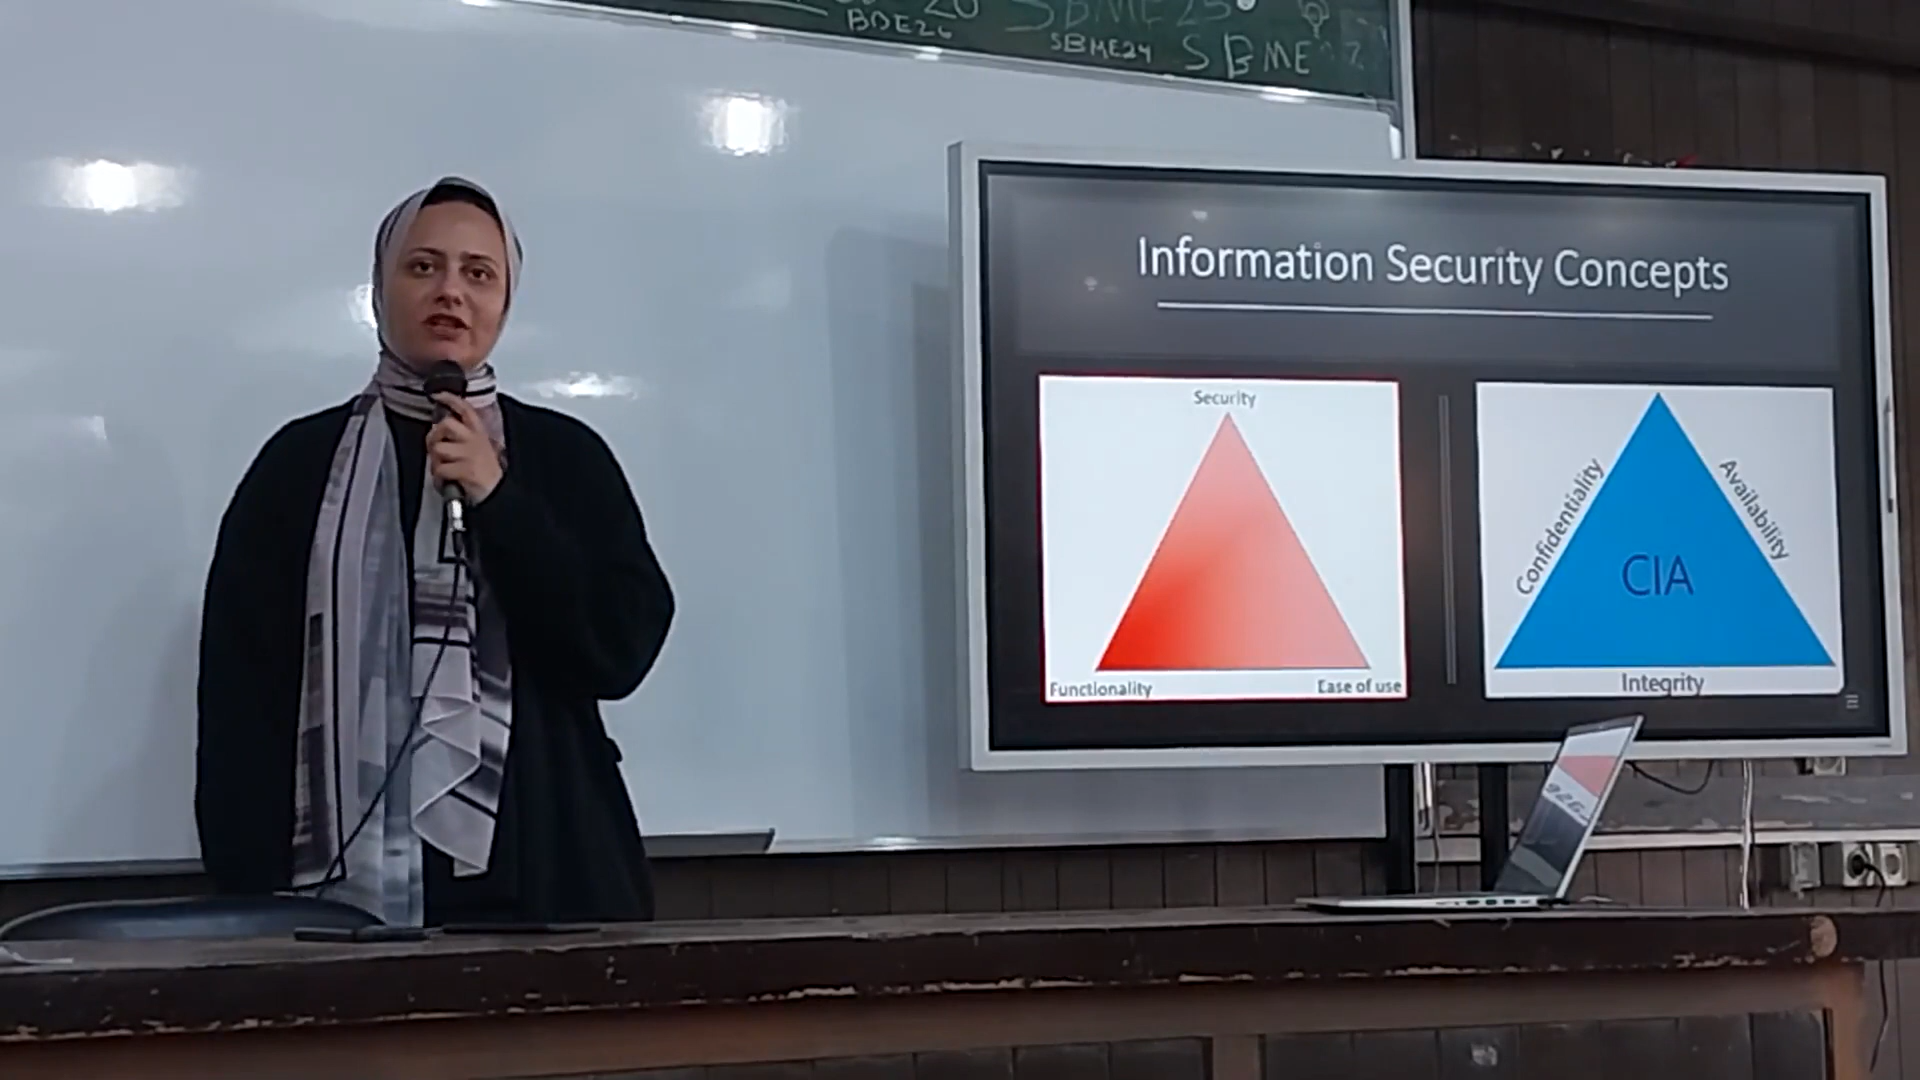 BDE26
SBME24
SBME
Information Security Concepts
Security
Functionality
Ease of use
Confidentiality
Availability
CIA
Integrity